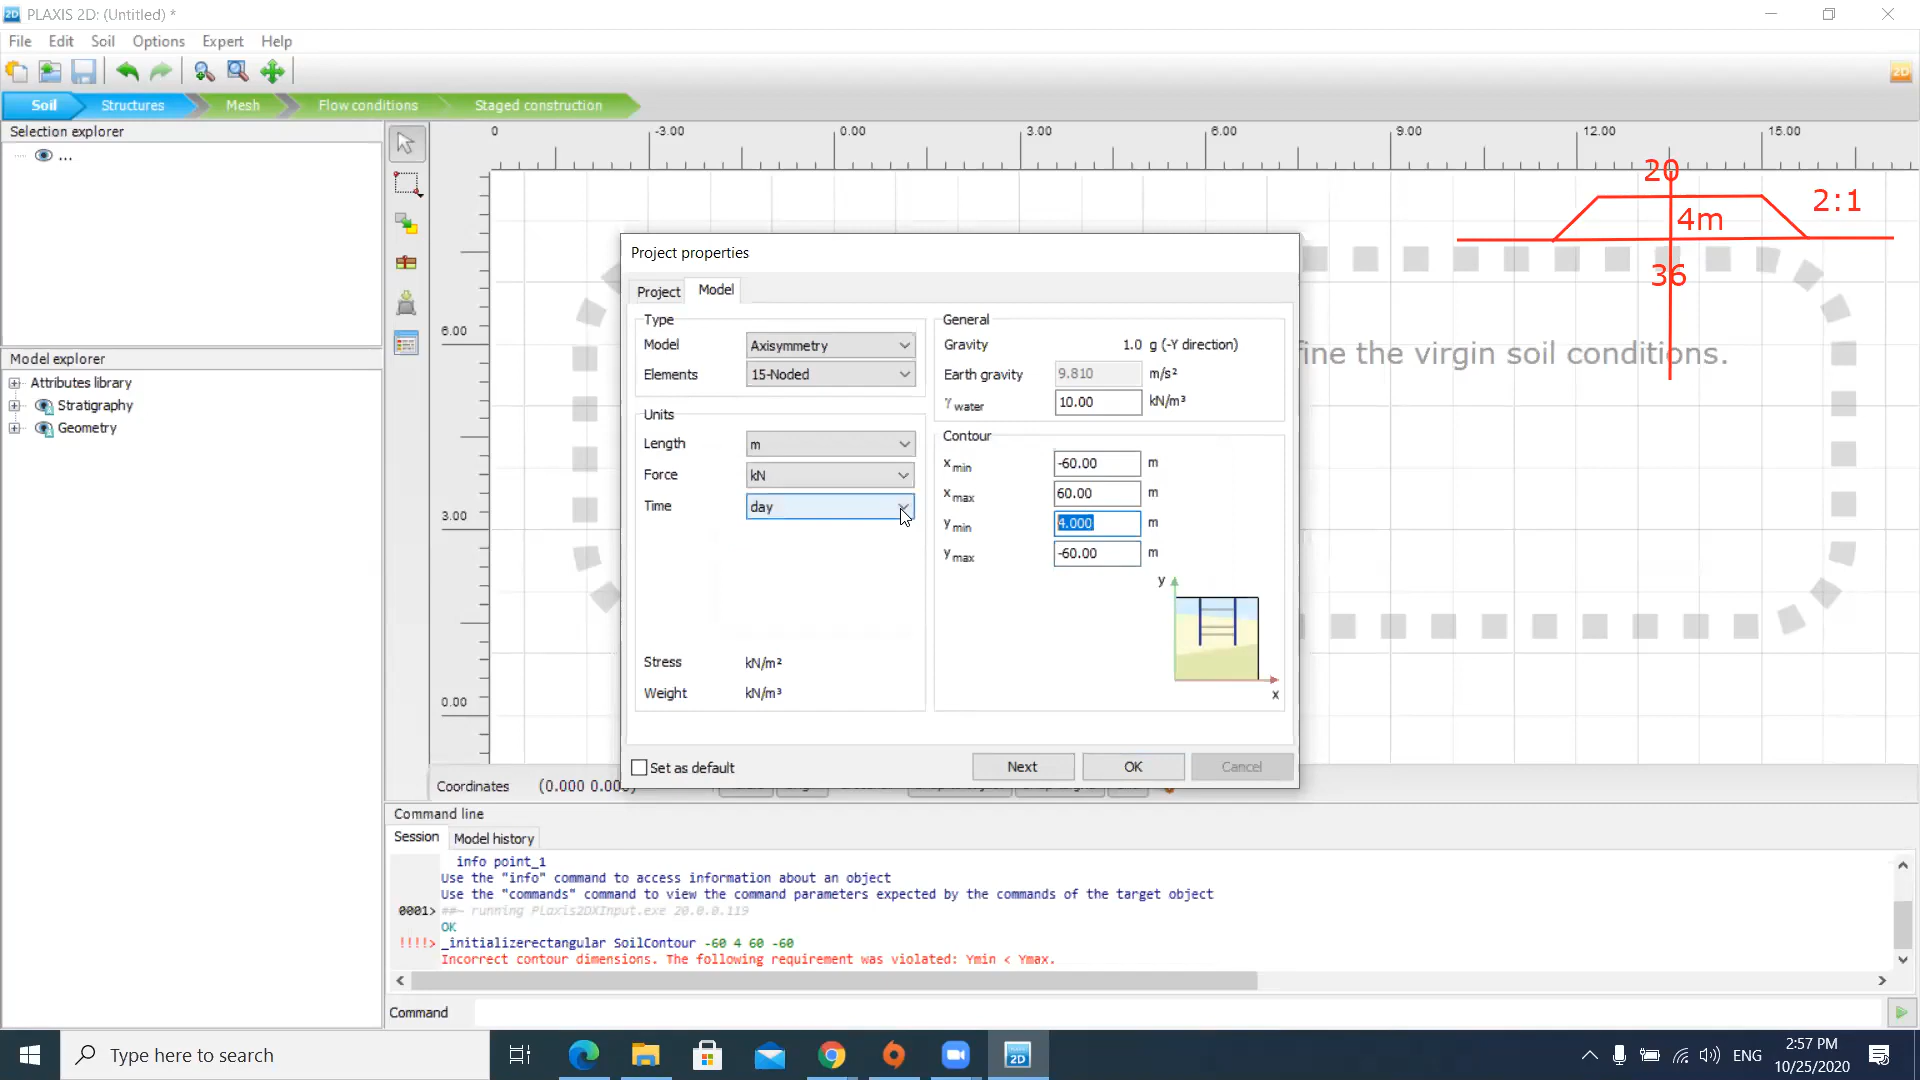 PLAXIS 2D: (Untitled) *
File Edit Soil Options Expert Help
2D
Soil Structures Mesh Flow conditions Staged construction
Selection explorer
...
0 -3.00 0.00 3.00 6.00 9.00 12.00 15.00
20
2:1
4m
36
6.00
3.00
0.00
fine the virgin soil conditions.
Model explorer
Attributes library
Stratigraphy
Geometry
Project properties
Project Model
Type
Model Axisymmetry
Elements 15-Noded
Units
Length m
Force kN
Time day
Stress kN/m²
Weight kN/m³
General
Gravity 1.0 g (-Y direction)
Earth gravity 9.810 m/s²
γ water 10.00 kN/m³
Contour
x min -60.00 m
x max 60.00 m
y min 4.000 m
y max -60.00 m
y
x
Set as default Next OK Cancel
Coordinates (0.000 0.000)
Command line
Session Model history
info point_1
Use the "info" command to access information about an object
Use the "commands" command to view the command parameters expected by the commands of the target object
0001> ##- running Plaxis2DXInput.exe 20.0.0.119
OK
!!!!> _initializerectangular SoilContour -60 4 60 -60
Incorrect contour dimensions. The following requirement was violated: Ymin < Ymax.
Command
Type here to search
2D
ENG
2:57 PM
10/25/2020